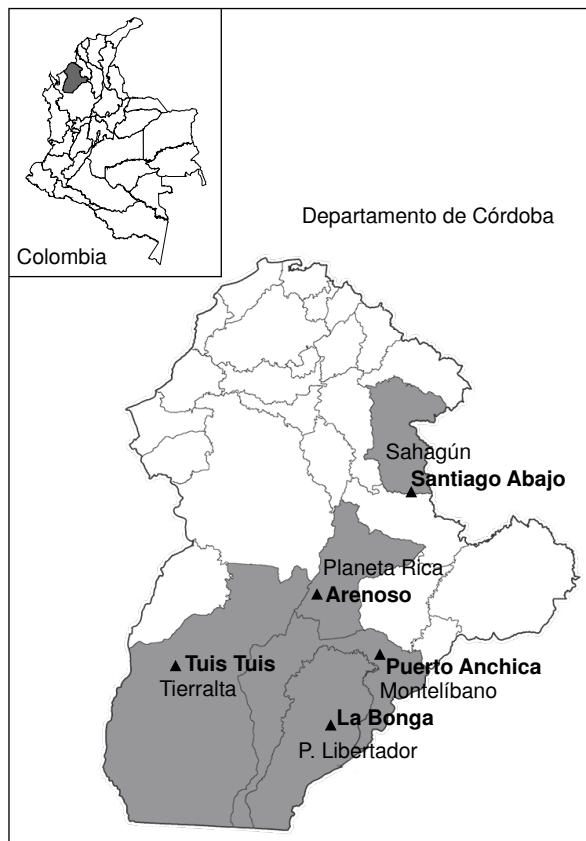 Colombia
Departamento de Córdoba
Sahagún
Santiago Abajo
Planeta Rica
Arenoso
Tuis Tuis
Tierralta
Puerto Anchica
Montelíbano
La Bonga
P. Libertador